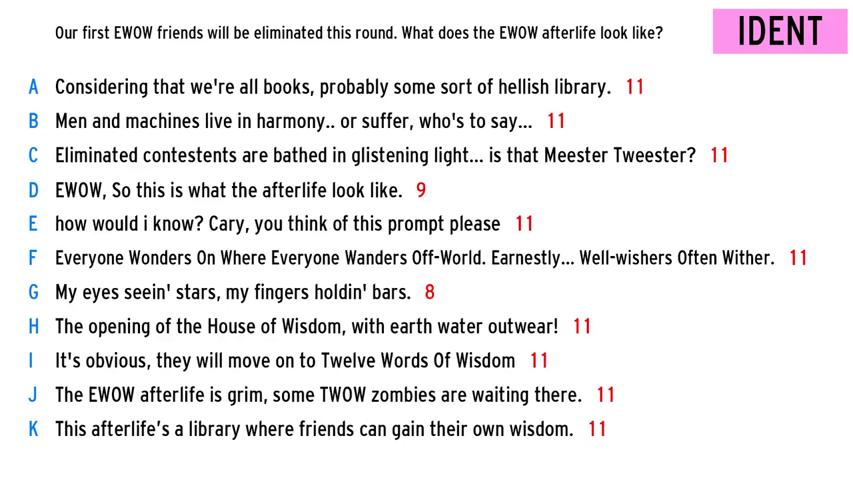 Our first EWOW friends will be eliminated this round. What does the EWOW afterlife look like?
IDENT
A Considering that we're all books, probably some sort of hellish library. 11
B Men and machines live in harmony.. or suffer, who's to say... 11
C Eliminated contestents are bathed in glistening light... is that Meester Tweester? 11
D EWOW, So this is what the afterlife look like. 9
E how would i know? Cary, you think of this prompt please 11
F Everyone Wonders On Where Everyone Wanders Off-World. Earnestly... Well-wishers Often Wither. 11
G My eyes seein' stars, my fingers holdin' bars. 8
H The opening of the House of Wisdom, with earth water outwear! 11
I It's obvious, they will move on to Twelve Words Of Wisdom 11
J The EWOW afterlife is grim, some TWOW zombies are waiting there. 11
K This afterlife’s a library where friends can gain their own wisdom. 11